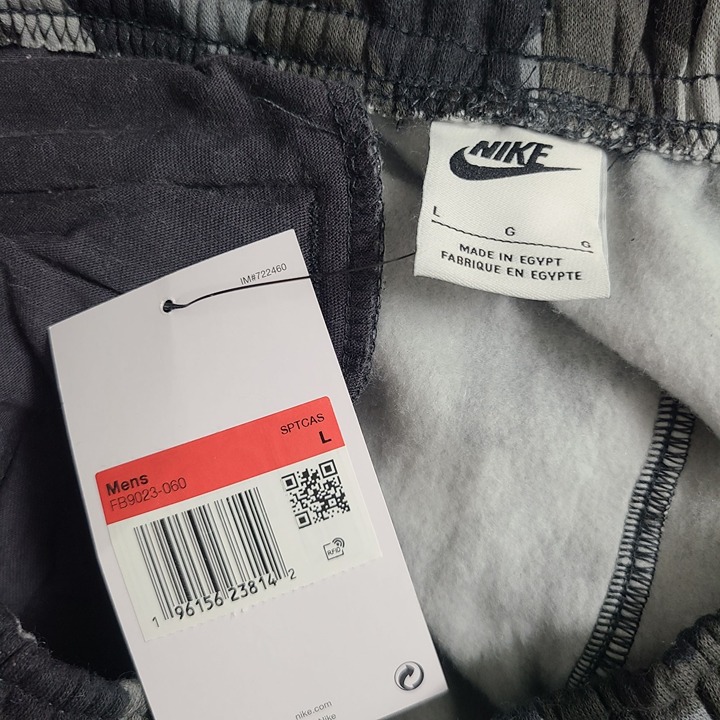 NIKE
L G G
MADE IN EGYPT
FABRIQUE EN EGYPTE
IM#722460
SPTCAS
L
Mens
FB9023-060
RFID
1 96156 23814 2
nike.com
Nike